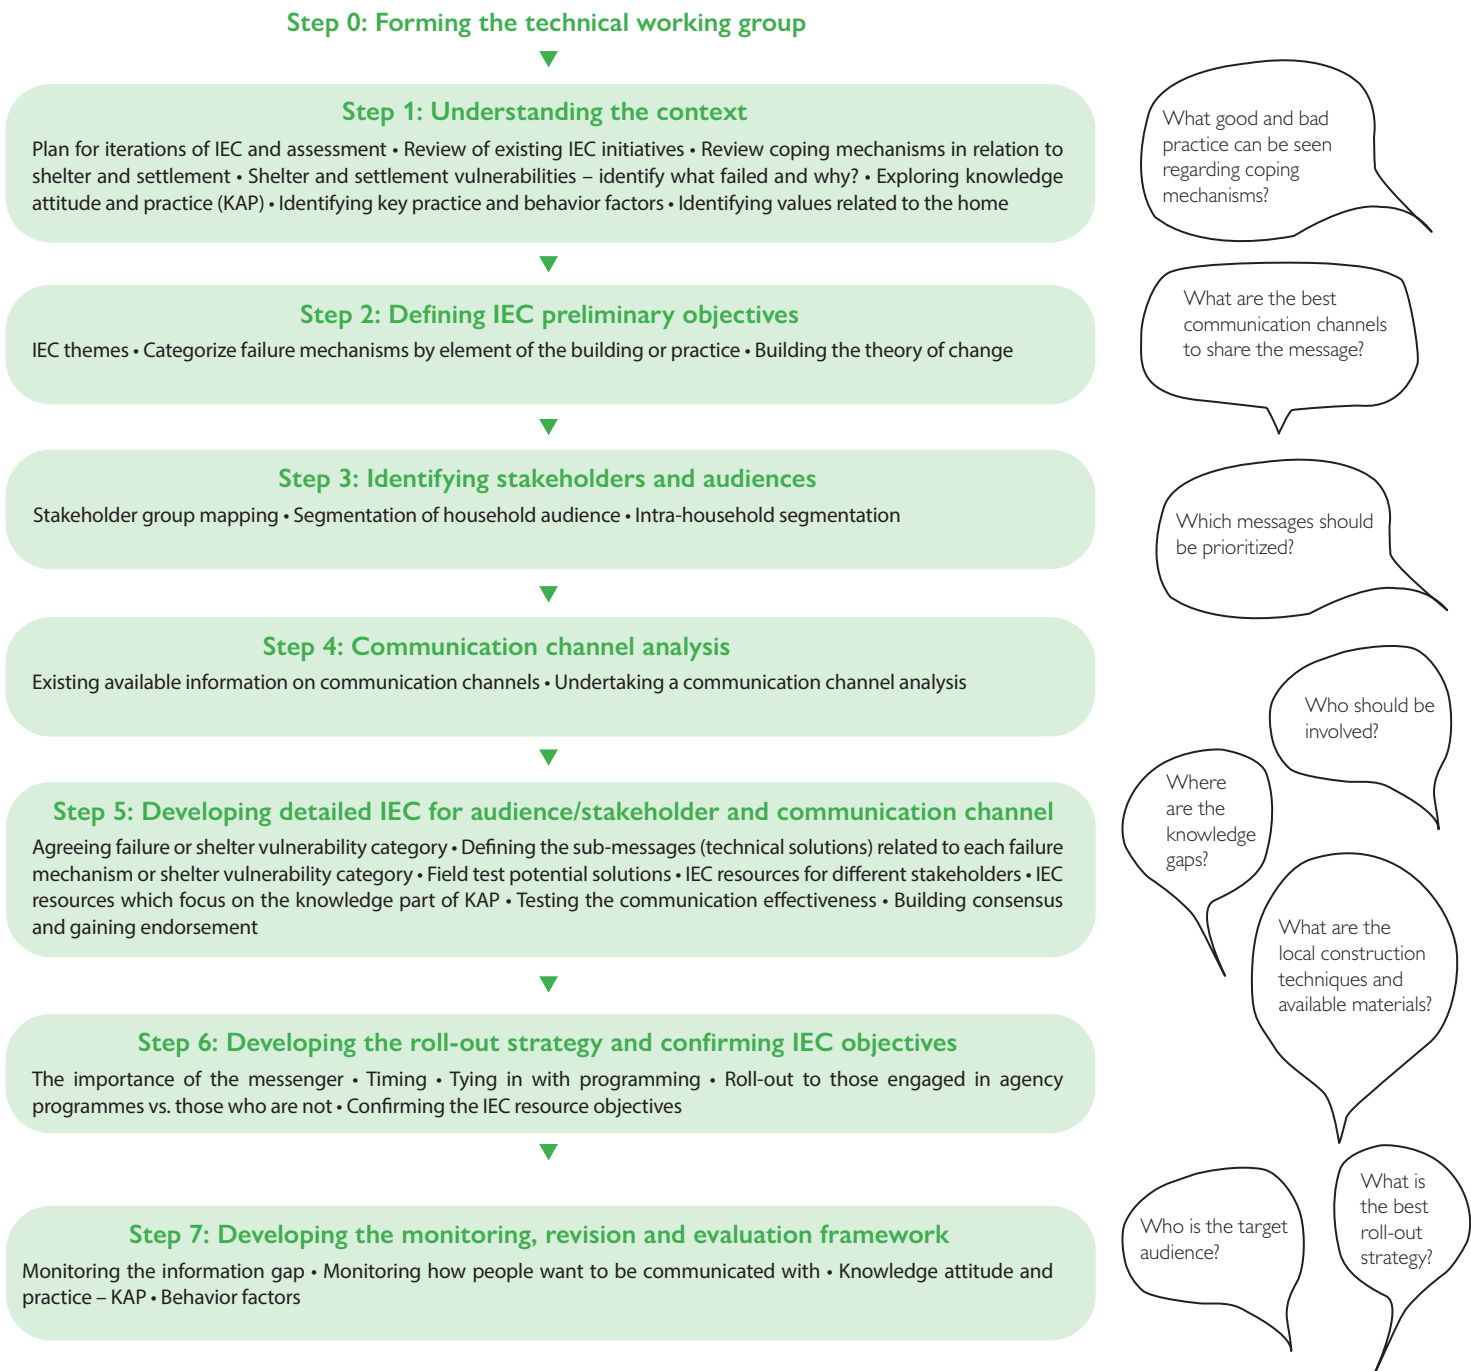 Step 0: Forming the technical working group
Step 1: Understanding the context
Plan for iterations of IEC and assessment • Review of existing IEC initiatives • Review coping mechanisms in relation to
shelter and settlement • Shelter and settlement vulnerabilities – identify what failed and why? • Exploring knowledge
attitude and practice (KAP) • Identifying key practice and behavior factors • Identifying values related to the home
Step 2: Defining IEC preliminary objectives
IEC themes • Categorize failure mechanisms by element of the building or practice • Building the theory of change
Step 3: Identifying stakeholders and audiences
Stakeholder group mapping • Segmentation of household audience • Intra-household segmentation
Step 4: Communication channel analysis
Existing available information on communication channels • Undertaking a communication channel analysis
Step 5: Developing detailed IEC for audience/stakeholder and communication channel
Agreeing failure or shelter vulnerability category • Defining the sub-messages (technical solutions) related to each failure
mechanism or shelter vulnerability category • Field test potential solutions • IEC resources for different stakeholders • IEC
resources which focus on the knowledge part of KAP • Testing the communication effectiveness • Building consensus
and gaining endorsement
Step 6: Developing the roll-out strategy and confirming IEC objectives
The importance of the messenger • Timing • Tying in with programming • Roll-out to those engaged in agency
programmes vs. those who are not • Confirming the IEC resource objectives
Step 7: Developing the monitoring, revision and evaluation framework
Monitoring the information gap • Monitoring how people want to be communicated with • Knowledge attitude and
practice – KAP • Behavior factors
What good and bad
practice can be seen
regarding coping
mechanisms?
What are the best
communication channels
to share the message?
Which messages should
be prioritized?
Who should be
involved?
Where
are the
knowledge
gaps?
What are the
local construction
techniques and
available materials?
Who is the target
audience?
What is
the best
roll-out
strategy?